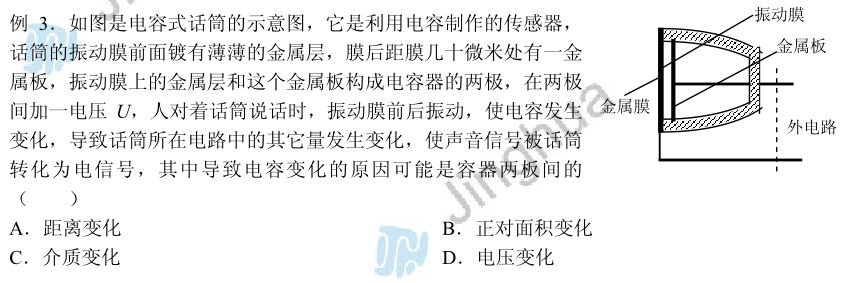 例 3．如图是电容式话筒的示意图，它是利用电容制作的传感器，
话筒的振动膜前面镀有薄薄的金属层，膜后距膜几十微米处有一金
属板，振动膜上的金属层和这个金属板构成电容器的两极，在两极
间加一电压 U，人对着话筒说话时，振动膜前后振动，使电容发生
变化，导致话筒所在电路中的其它量发生变化，使声音信号被话筒
转化为电信号，其中导致电容变化的原因可能是容器两板间的
（　　）
A．距离变化
B．正对面积变化
C．介质变化
D．电压变化
振动膜
金属板
金属膜
外电路
Jinghua